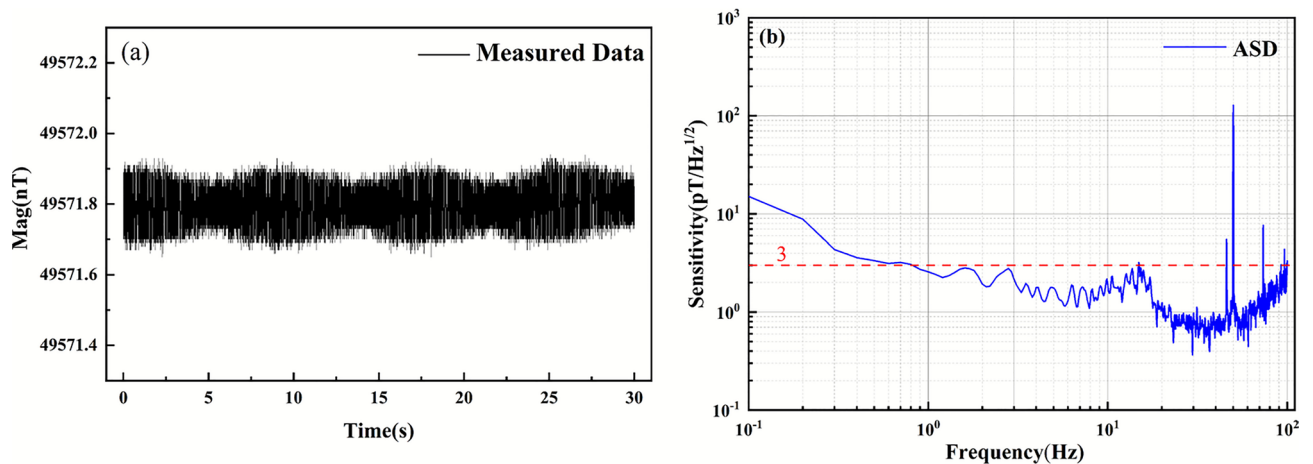 (a)
Measured Data
49572.2
49572.0
49571.8
49571.6
49571.4
Mag(nT)
0 5 10 15 20 25 30
Time(s)
(b)
ASD
10³
10²
10¹
10⁰
10⁻¹
3
Sensitivity(pT/Hz¹/²)
10⁻¹ 10⁰ 10¹ 10²
Frequency(Hz)